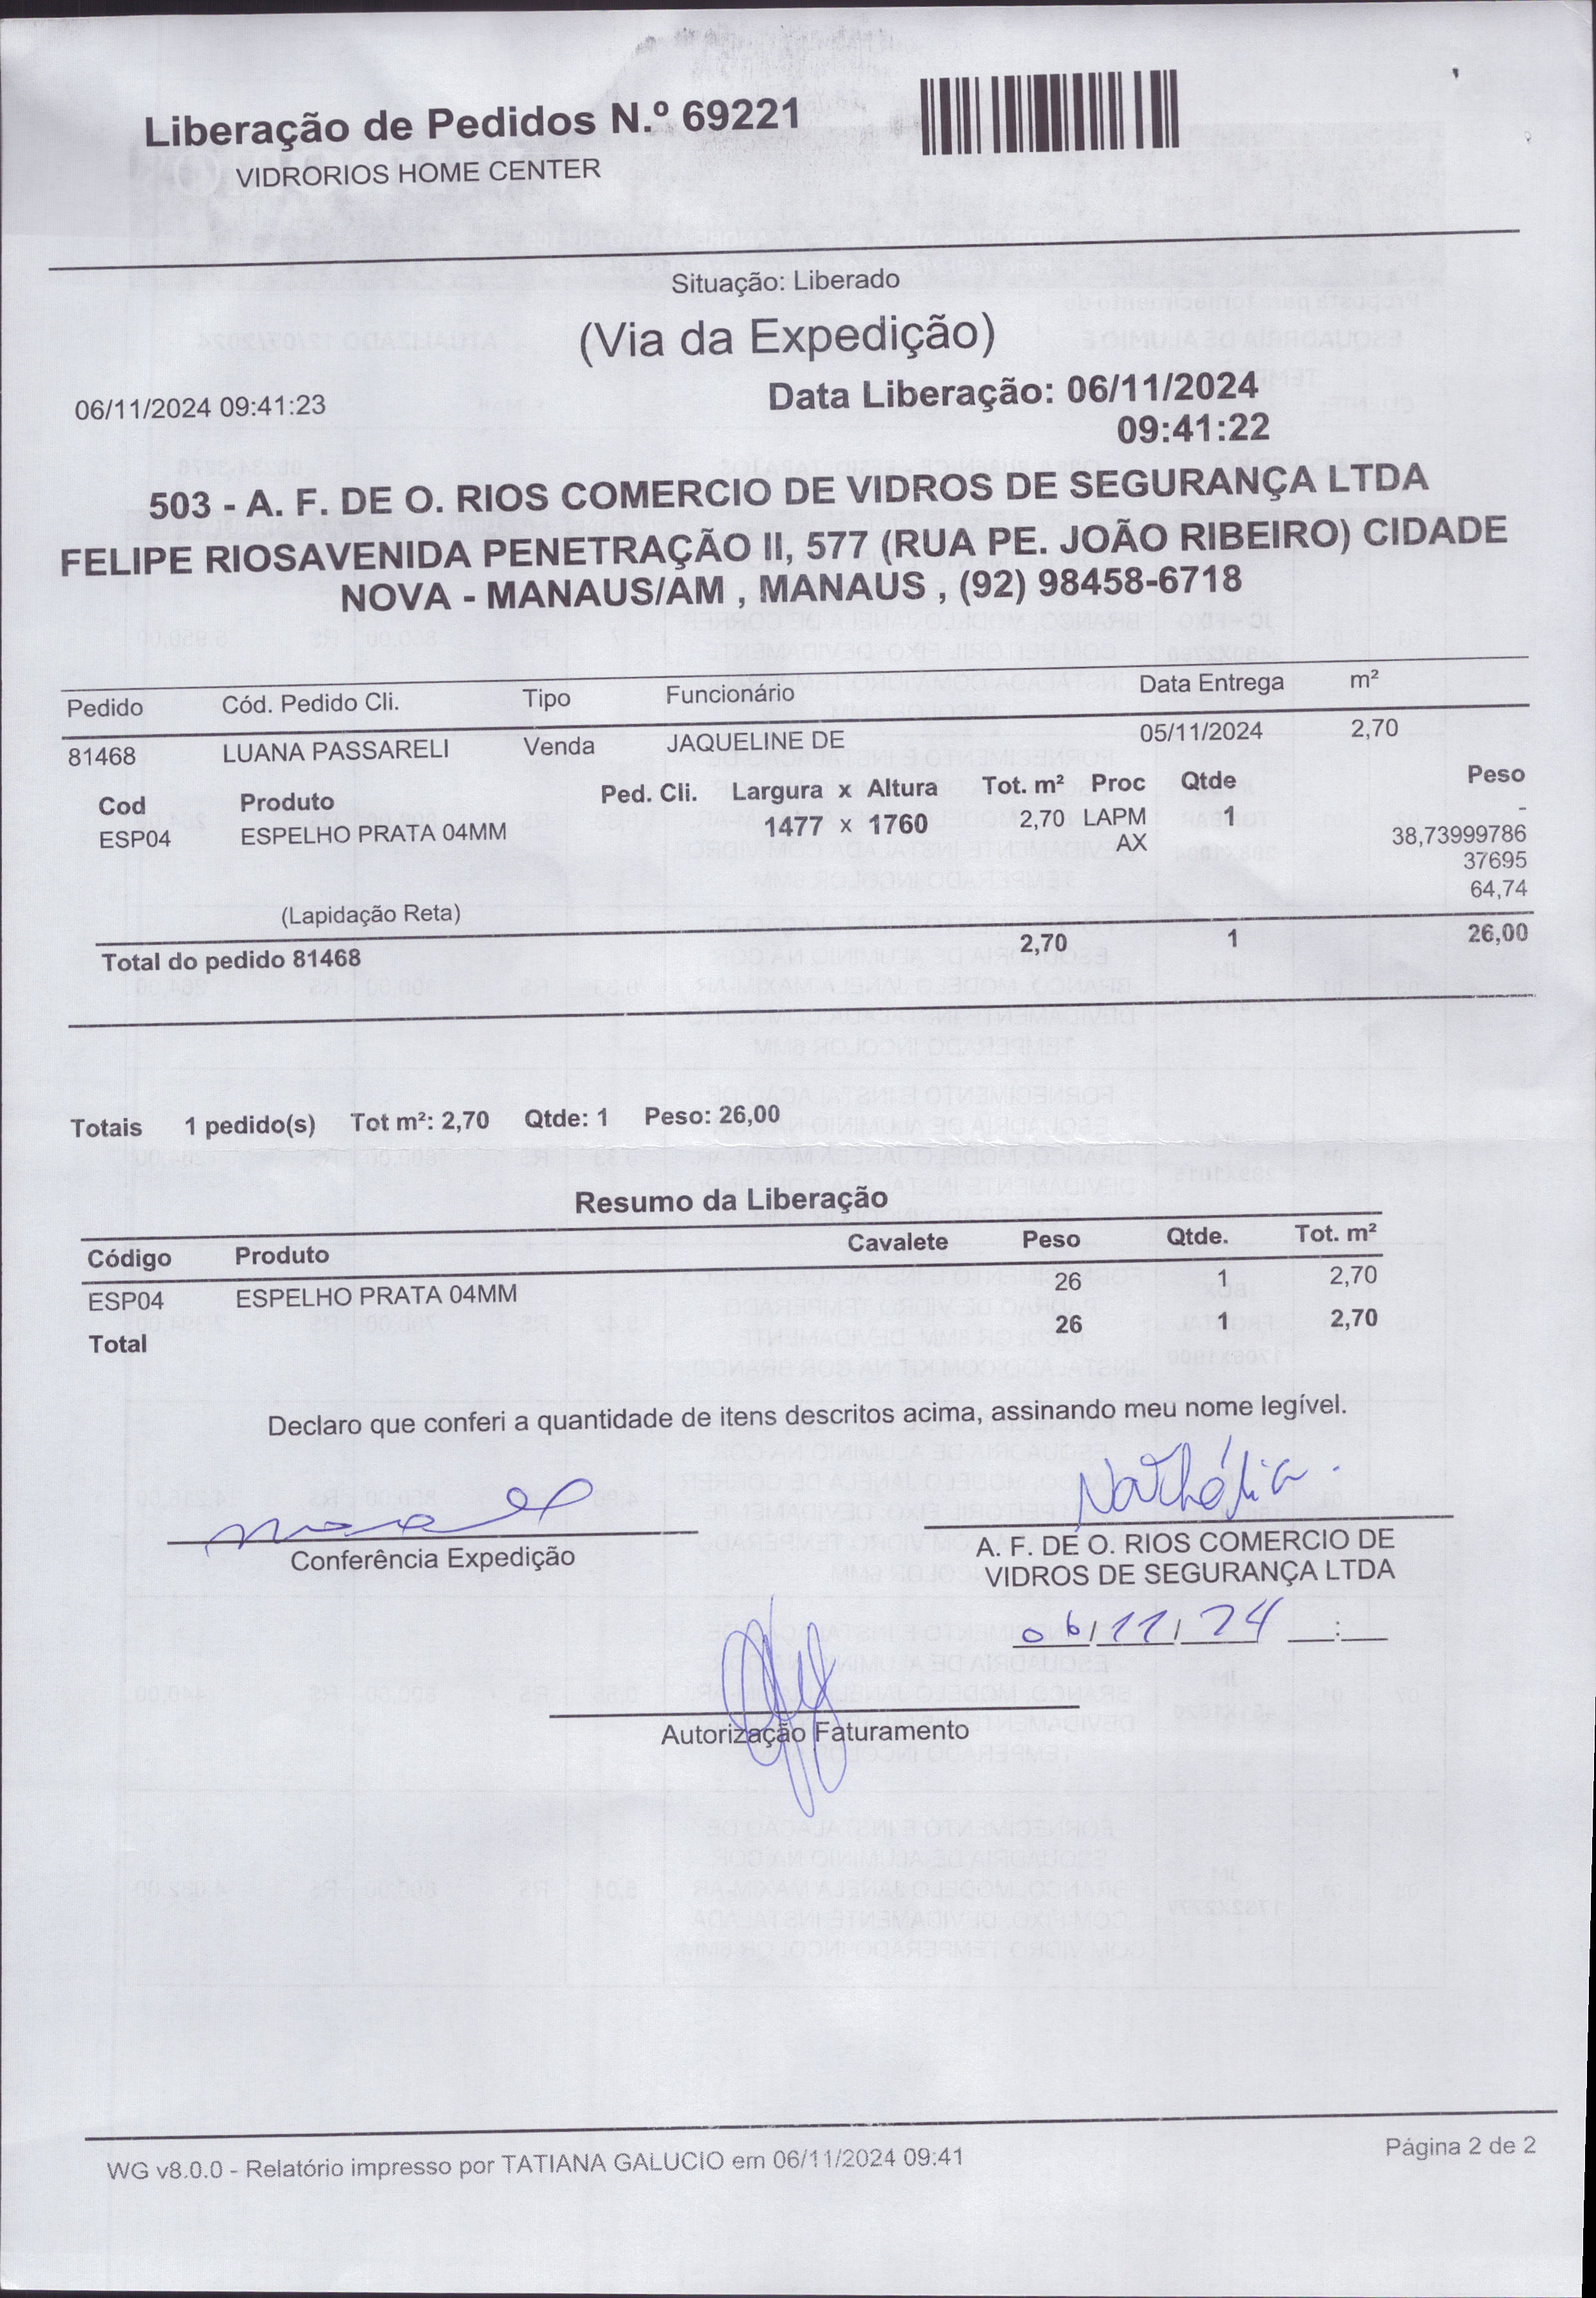 Liberação de Pedidos N.º 69221
VIDRORIOS HOME CENTER
Situação: Liberado
(Via da Expedição)
06/11/2024 09:41:23
Data Liberação: 06/11/2024
09:41:22
503 - A. F. DE O. RIOS COMERCIO DE VIDROS DE SEGURANÇA LTDA
FELIPE RIOSAVENIDA PENETRAÇÃO II, 577 (RUA PE. JOÃO RIBEIRO) CIDADE
NOVA - MANAUS/AM , MANAUS , (92) 98458-6718
Pedido Cód. Pedido Cli. Tipo Funcionário Data Entrega m²
81468 LUANA PASSARELI Venda JAQUELINE DE 05/11/2024 2,70
Cod Produto Ped. Cli. Largura x Altura Tot. m² Proc Qtde Peso
ESP04 ESPELHO PRATA 04MM 1477 x 1760 2,70 LAPM 1 -
AX 38,73999786
37695
64,74
(Lapidação Reta)
Total do pedido 81468 2,70 1 26,00
Totais 1 pedido(s) Tot m²: 2,70 Qtde: 1 Peso: 26,00
Resumo da Liberação
Código Produto Cavalete Peso Qtde. Tot. m²
ESP04 ESPELHO PRATA 04MM 26 1 2,70
Total 26 1 2,70
Declaro que conferi a quantidade de itens descritos acima, assinando meu nome legível.
Nathália
Conferência Expedição
A. F. DE O. RIOS COMERCIO DE
VIDROS DE SEGURANÇA LTDA
06/11/24 __:__
Autorização Faturamento
WG v8.0.0 - Relatório impresso por TATIANA GALUCIO em 06/11/2024 09:41
Página 2 de 2